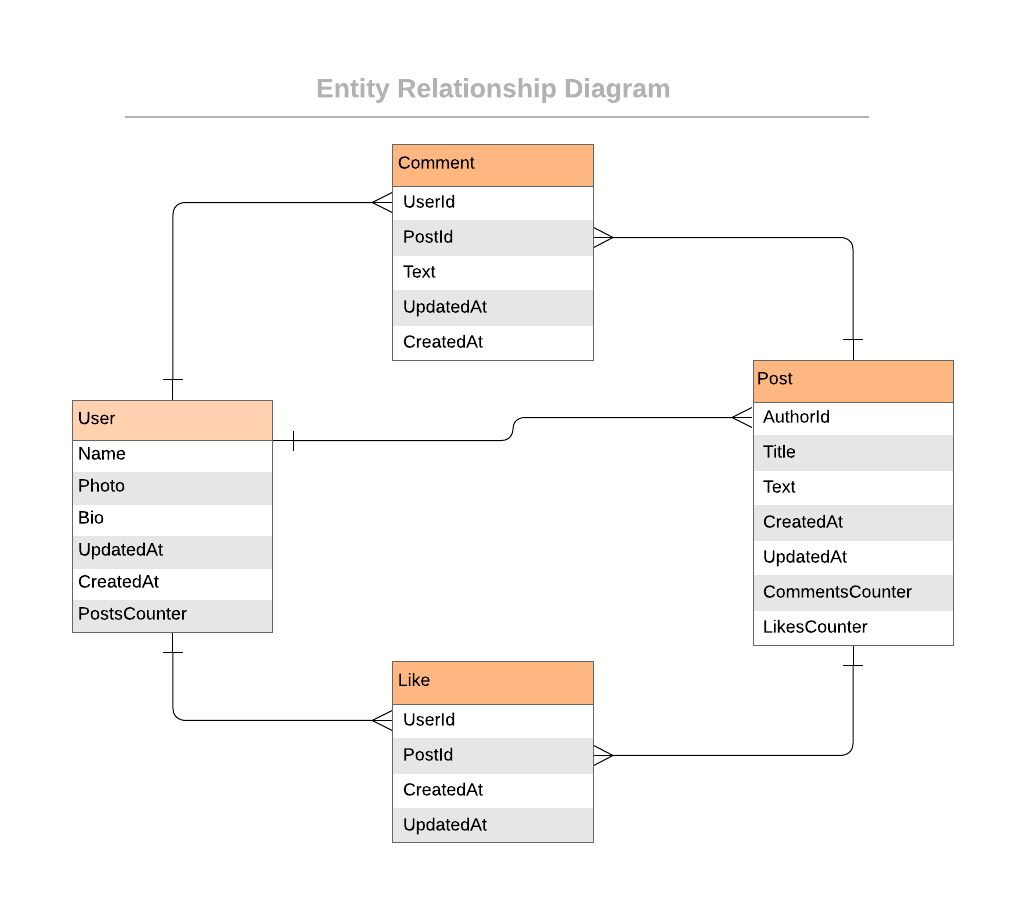 Entity Relationship Diagram
Comment
UserId
PostId
Text
UpdatedAt
CreatedAt
User
Name
Photo
Bio
UpdatedAt
CreatedAt
PostsCounter
Post
AuthorId
Title
Text
CreatedAt
UpdatedAt
CommentsCounter
LikesCounter
Like
UserId
PostId
CreatedAt
UpdatedAt